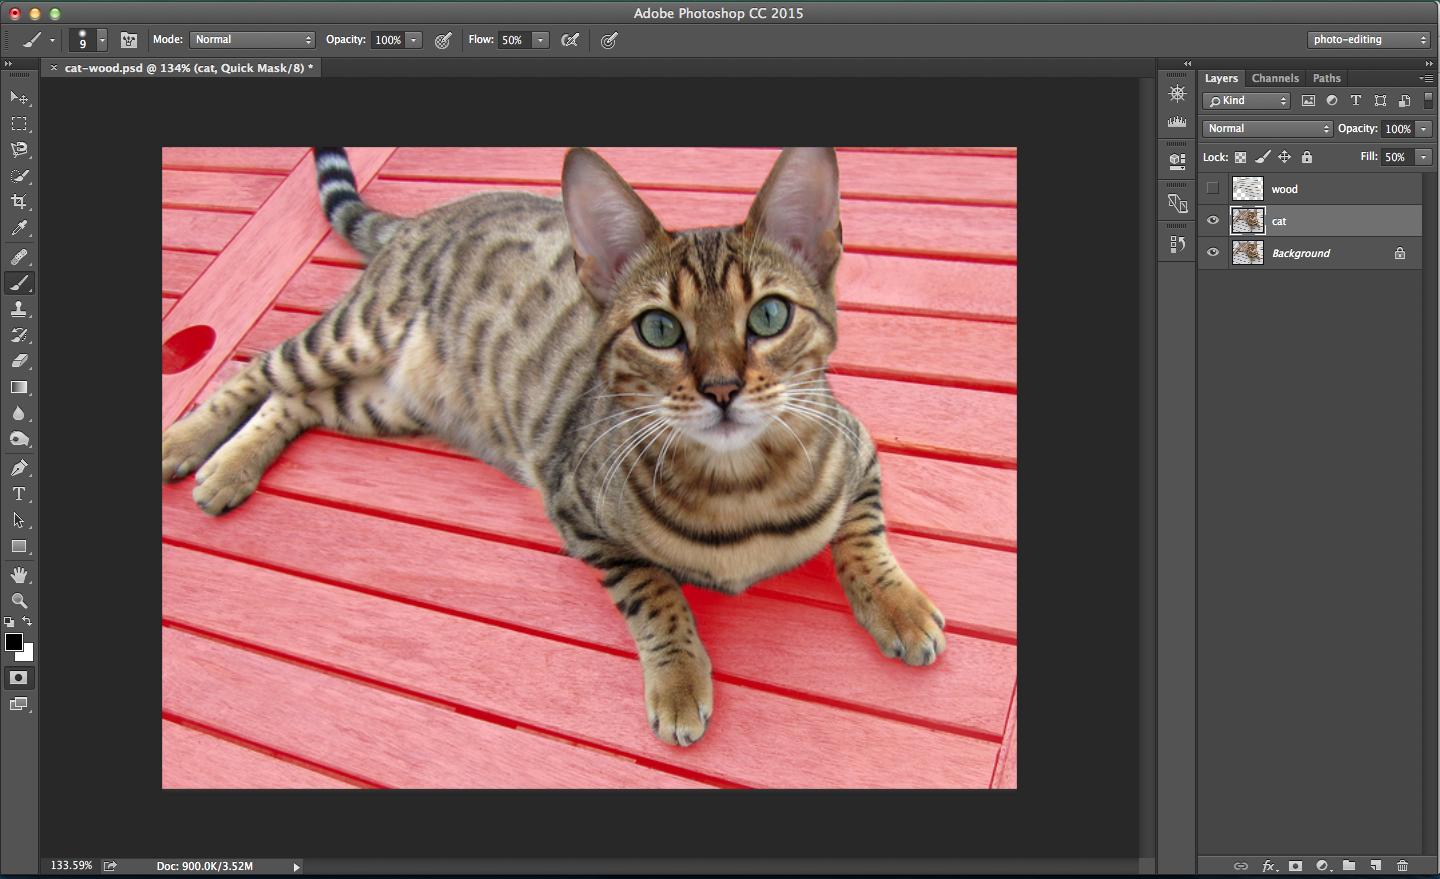 Adobe Photoshop CC 2015
9 Mode: Normal Opacity: 100% Flow: 50% photo-editing
× cat-wood.psd @ 134% (cat, Quick Mask/8) *
Layers Channels Paths
Kind
Normal Opacity: 100%
Lock: Fill: 50%
wood
cat
Background
133.59% Doc: 900.0K/3.52M
fx